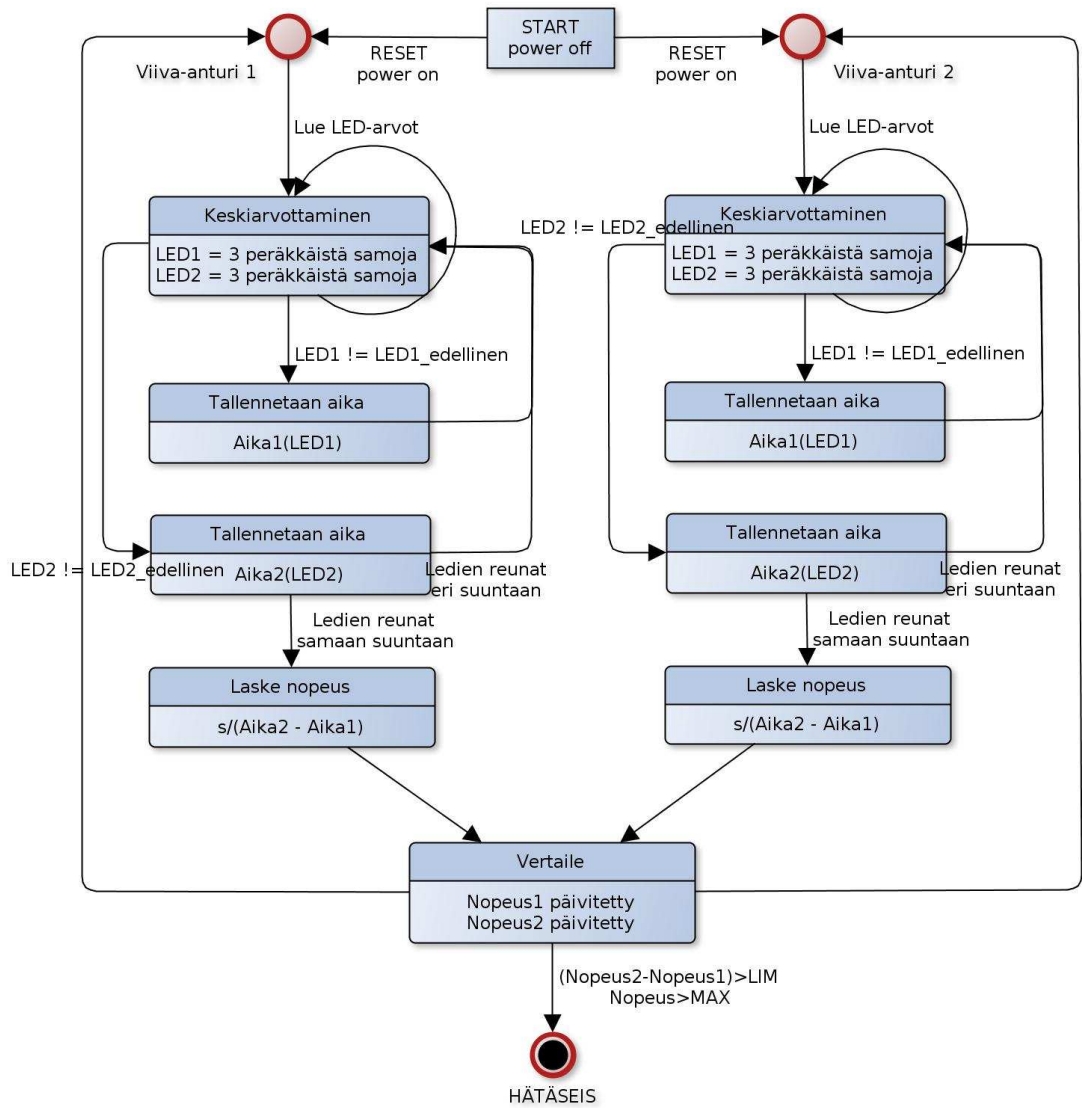 START
power off
RESET
power on
RESET
power on
Viiva-anturi 1
Viiva-anturi 2
Lue LED-arvot
Lue LED-arvot
Keskiarvottaminen
LED1 = 3 peräkkäistä samoja
LED2 = 3 peräkkäistä samoja
LED2 != LED2_edellinen
Keskiarvottaminen
LED1 = 3 peräkkäistä samoja
LED2 = 3 peräkkäistä samoja
LED1 != LED1_edellinen
LED1 != LED1_edellinen
Tallennetaan aika
Aika1(LED1)
Tallennetaan aika
Aika1(LED1)
Tallennetaan aika
Aika2(LED2)
LED2 != LED2_edellinen
Ledien reunat
eri suuntaan
Tallennetaan aika
Aika2(LED2)
Ledien reunat
eri suuntaan
Ledien reunat
samaan suuntaan
Ledien reunat
samaan suuntaan
Laske nopeus
s/(Aika2 - Aika1)
Laske nopeus
s/(Aika2 - Aika1)
Vertaile
Nopeus1 päivitetty
Nopeus2 päivitetty
(Nopeus2-Nopeus1)>LIM
Nopeus>MAX
HÄTÄSEIS